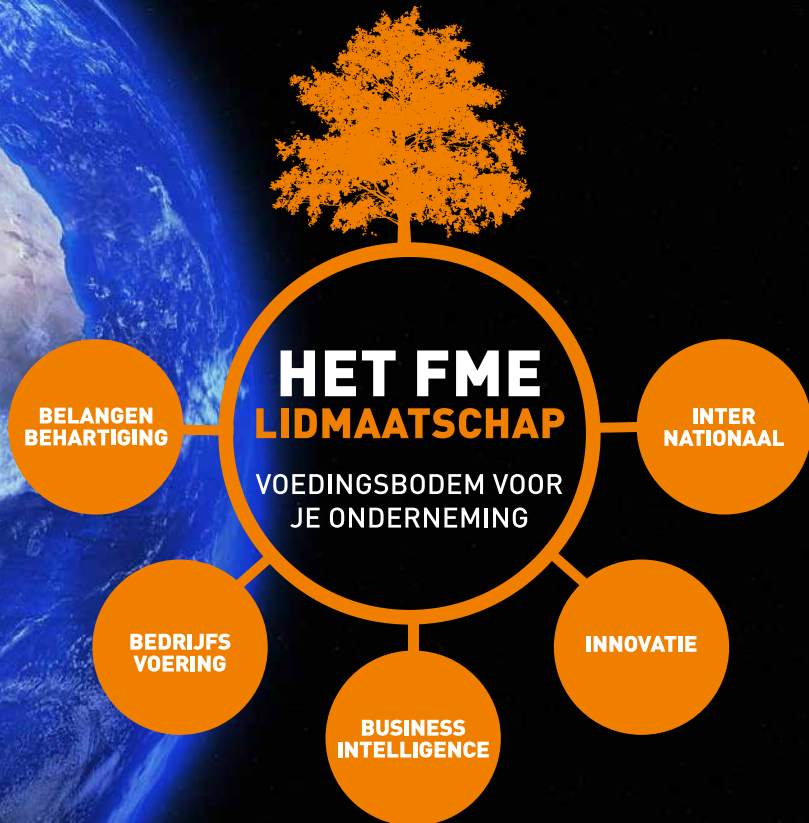 HET FME
LIDMAATSCHAP
VOEDINGSBODEM VOOR
JE ONDERNEMING
BELANGEN
BEHARTIGING
INTER
NATIONAAL
BEDRIJFS
VOERING
INNOVATIE
BUSINESS
INTELLIGENCE